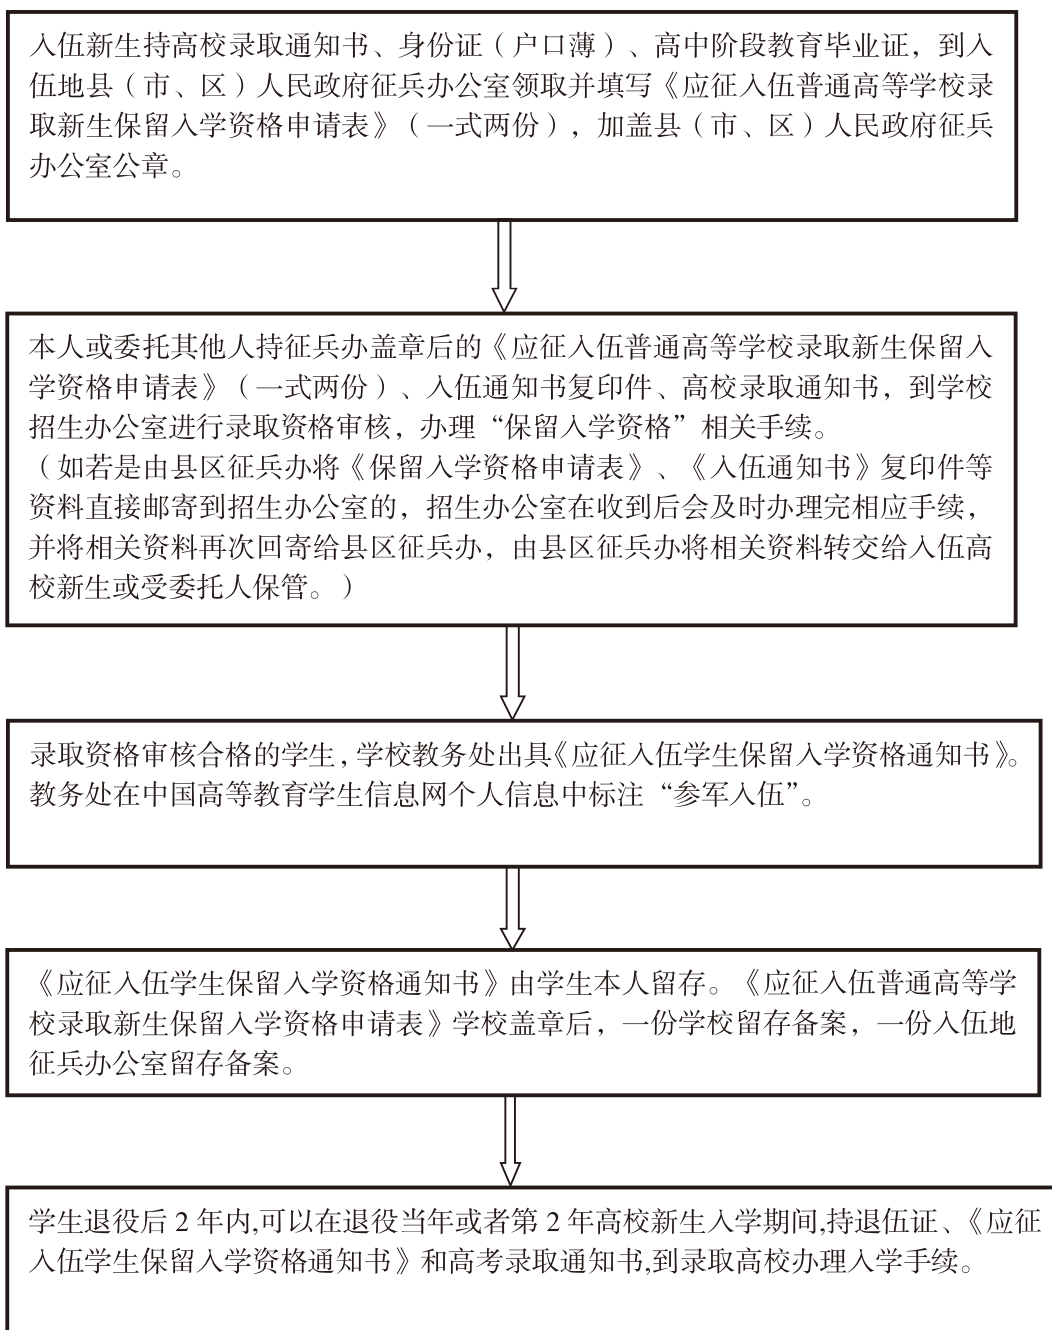 入伍新生持高校录取通知书、身份证（户口薄）、高中阶段教育毕业证，到入
伍地县（市、区）人民政府征兵办公室领取并填写《应征入伍普通高等学校录
取新生保留入学资格申请表》（一式两份），加盖县（市、区）人民政府征兵
办公室公章。
本人或委托其他人持征兵办盖章后的《应征入伍普通高等学校录取新生保留入
学资格申请表》（一式两份）、入伍通知书复印件、高校录取通知书，到学校
招生办公室进行录取资格审核，办理“保留入学资格”相关手续。
（如若是由县区征兵办将《保留入学资格申请表》、《入伍通知书》复印件等
资料直接邮寄到招生办公室的，招生办公室在收到后会及时办理完相应手续，
并将相关资料再次回寄给县区征兵办，由县区征兵办将相关资料转交给入伍高
校新生或受委托人保管。）
录取资格审核合格的学生，学校教务处出具《应征入伍学生保留入学资格通知书》。
教务处在中国高等教育学生信息网个人信息中标注“参军入伍”。
《应征入伍学生保留入学资格通知书》由学生本人留存。《应征入伍普通高等学
校录取新生保留入学资格申请表》学校盖章后，一份学校留存备案，一份入伍地
征兵办公室留存备案。
学生退役后 2 年内,可以在退役当年或者第 2 年高校新生入学期间,持退伍证、《应征
入伍学生保留入学资格通知书》和高考录取通知书,到录取高校办理入学手续。